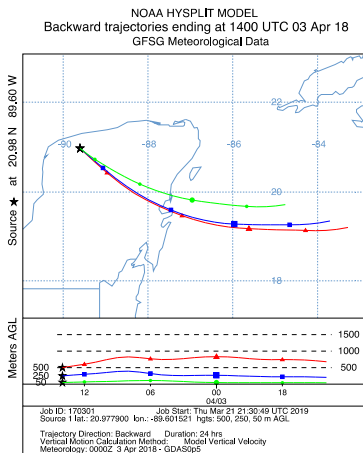 NOAA HYSPLIT MODEL
Backward trajectories ending at 1400 UTC 03 Apr 18
GFSG Meteorological Data
Source ★ at 20.98 N 89.60 W
-90 -88 -86 -84
22
20
18
Meters AGL
1500
1000
500
500
250
50
12 06 00 18
04/03
Job ID: 170301 Job Start: Thu Mar 21 21:30:49 UTC 2019
Source 1 lat.: 20.977900 lon.: -89.601521 hgts: 500, 250, 50 m AGL
Trajectory Direction: Backward Duration: 24 hrs
Vertical Motion Calculation Method: Model Vertical Velocity
Meteorology: 0000Z 3 Apr 2018 - GDAS0p5